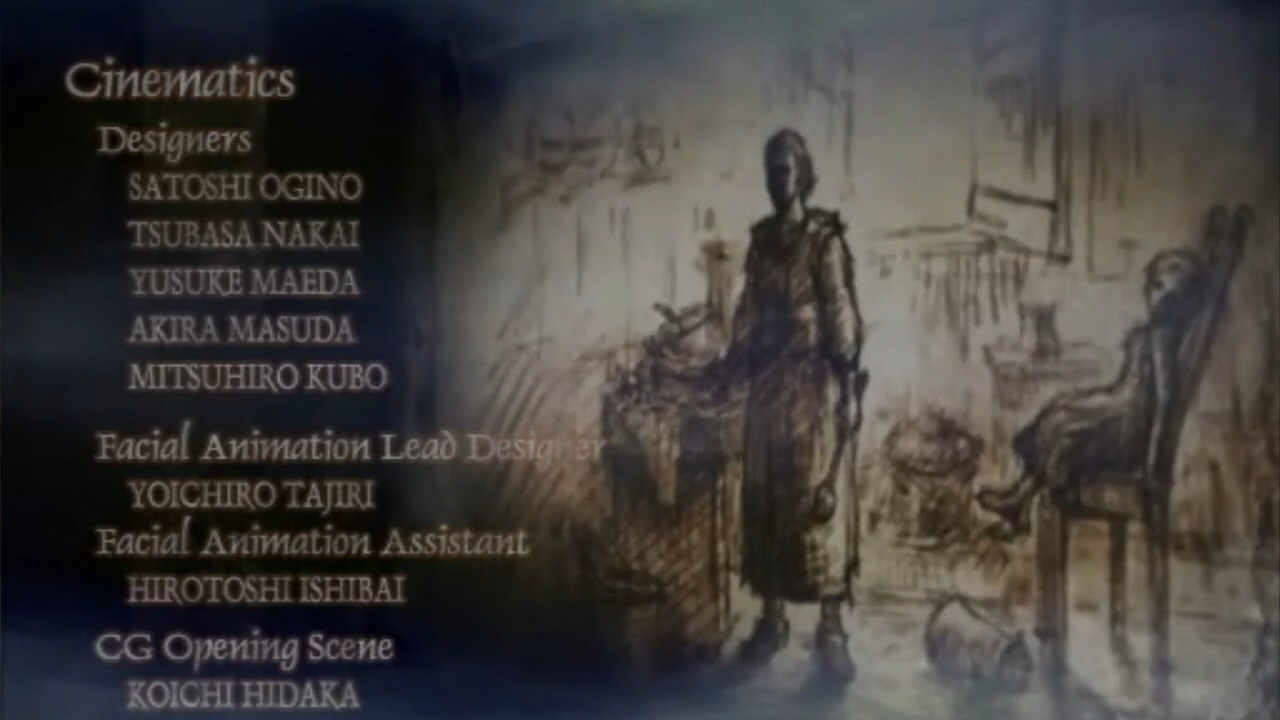 Cinematics
Designers
SATOSHI OGINO
TSUBASA NAKAI
YUSUKE MAEDA
AKIRA MASUDA
MITSUHIRO KUBO
Facial Animation Lead Designer
YOICHIRO TAJIRI
Facial Animation Assistant
HIROTOSHI ISHIBAI
CG Opening Scene
KOICHI HIDAKA